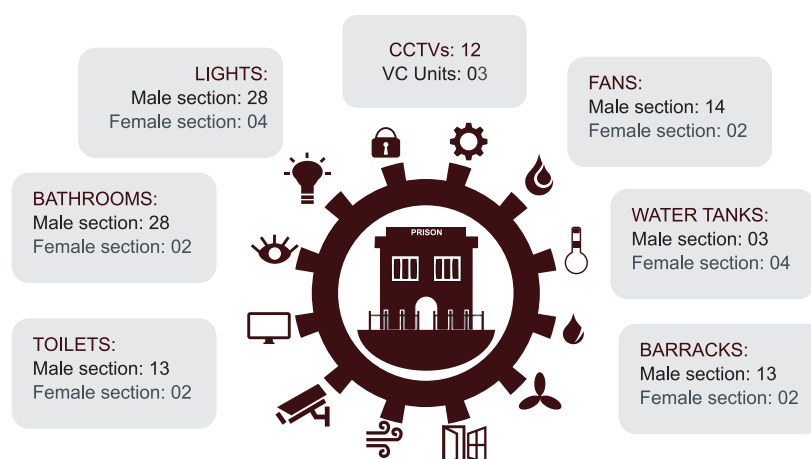 CCTVs: 12
VC Units: 03
LIGHTS:
Male section: 28
Female section: 04
FANS:
Male section: 14
Female section: 02
BATHROOMS:
Male section: 28
Female section: 02
WATER TANKS:
Male section: 03
Female section: 04
PRISON
TOILETS:
Male section: 13
Female section: 02
BARRACKS:
Male section: 13
Female section: 02